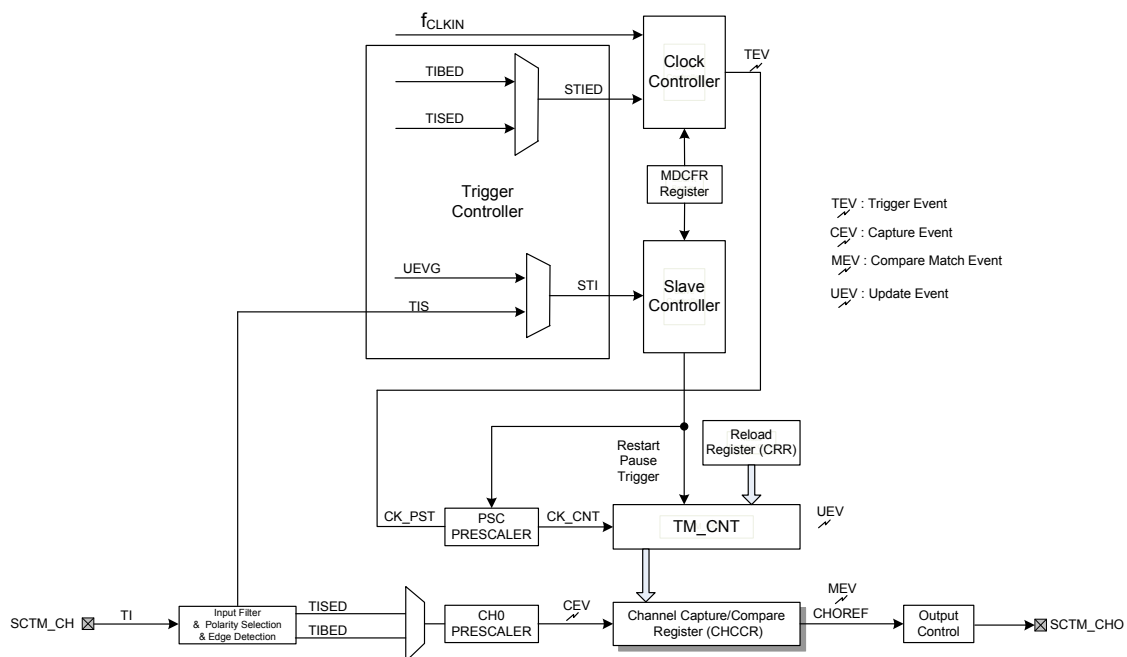 fCLKIN
Clock
Controller
TEV
TIBED
STIED
TISED
MDCFR
Register
Trigger
Controller
TEV : Trigger Event
CEV : Capture Event
MEV : Compare Match Event
UEV : Update Event
UEVG
STI
TIS
Slave
Controller
Restart
Pause
Trigger
Reload
Register (CRR)
CK_PST
PSC
PRESCALER
CK_CNT
TM_CNT
UEV
SCTM_CH
TI
Input Filter
& Polarity Selection
& Edge Detection
TISED
TIBED
CH0
PRESCALER
CEV
Channel Capture/Compare
Register (CHCCR)
MEV
CHOREF
Output
Control
SCTM_CHO